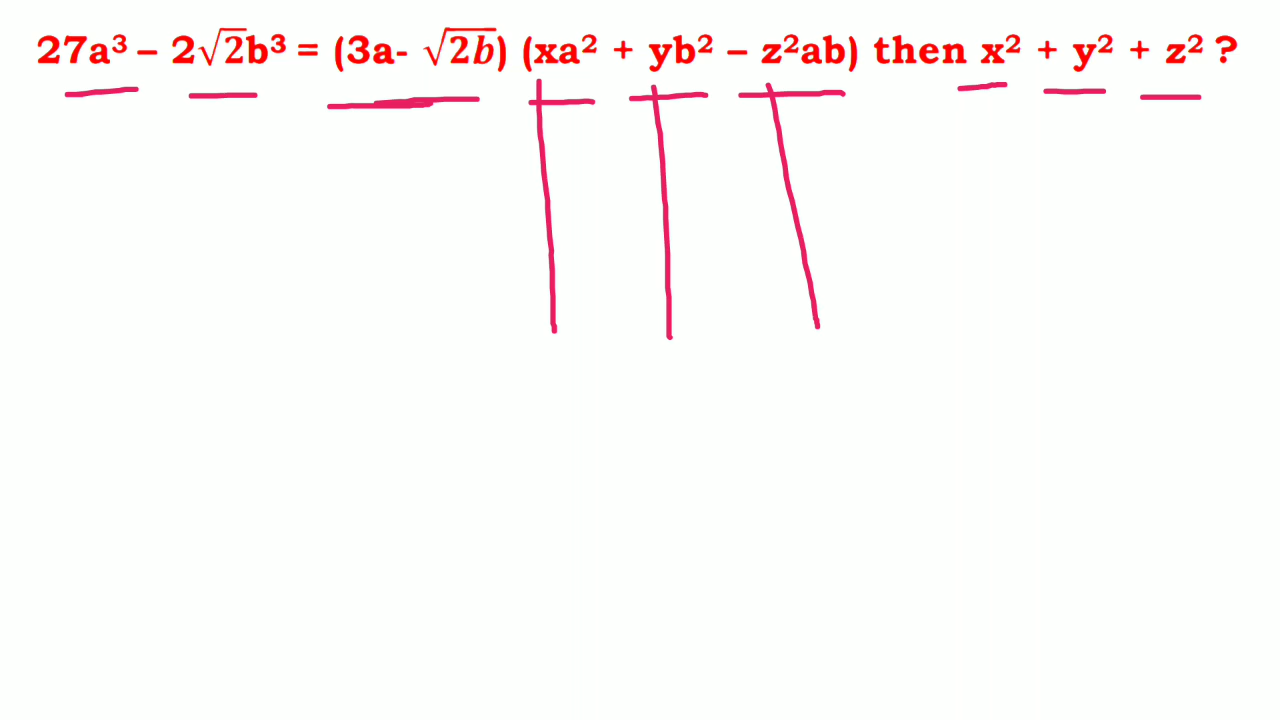 27a³ – 2√2b³ = (3a- √2b) (xa² + yb² – z²ab) then x² + y² + z² ?